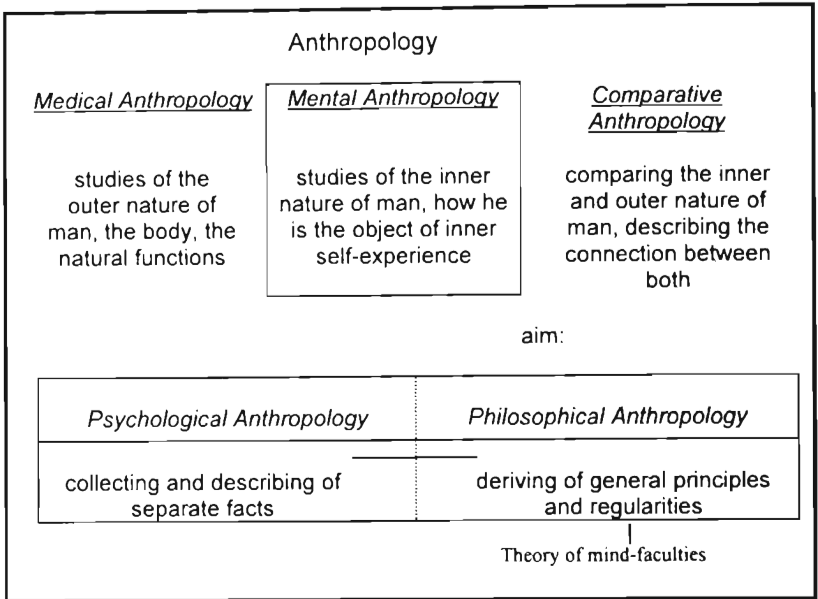 Anthropology
Medical Anthropology
studies of the
outer nature of
man, the body, the
natural functions
Mental Anthropology
studies of the inner
nature of man, how he
is the object of inner
self-experience
Comparative
Anthropology
comparing the inner
and outer nature of
man, describing the
connection between
both
aim:
Psychological Anthropology
collecting and describing of
separate facts
Philosophical Anthropology
deriving of general principles
and regularities
Theory of mind-faculties